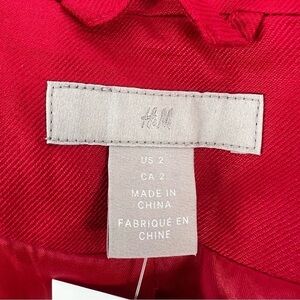 H&M
US 2
CA 2
MADE IN
CHINA
FABRIQUÉ EN
CHINE